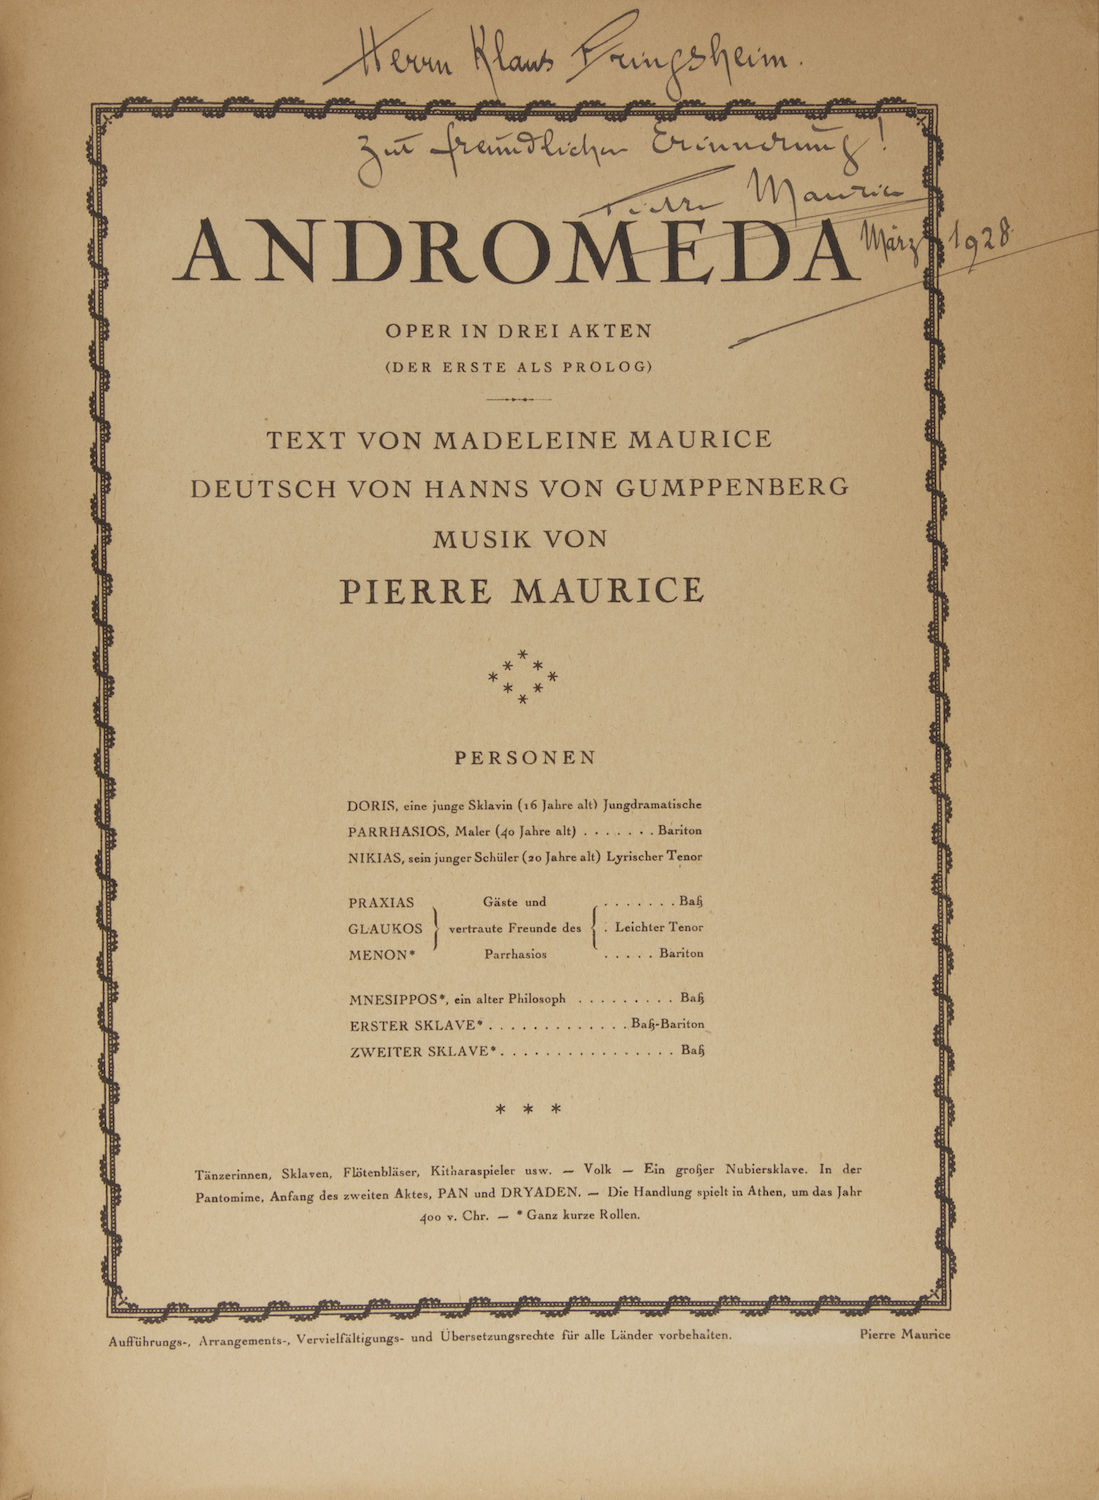 Herrn Klaus Pringsheim.
Zur freundlichen Erinnerung!
Pierre Maurice
März 1928
ANDROMEDA
OPER IN DREI AKTEN
(DER ERSTE ALS PROLOG)
TEXT VON MADELEINE MAURICE
DEUTSCH VON HANNS VON GUMPPENBERG
MUSIK VON
PIERRE MAURICE
PERSONEN
DORIS, eine junge Sklavin (16 Jahre alt) Jungdramatische
PARRHASIOS, Maler (40 Jahre alt) . . . . . . . Bariton
NIKIAS, sein junger Schüler (20 Jahre alt) Lyrischer Tenor
PRAXIAS Gäste und . . . . . . . Baß
GLAUKOS } vertraute Freunde des { . Leichter Tenor
MENON* Parrhasios . . . . . Bariton
MNESIPPOS*, ein alter Philosoph . . . . . . . . . Baß
ERSTER SKLAVE* . . . . . . . . . . . . . Baß-Bariton
ZWEITER SKLAVE* . . . . . . . . . . . . . . . . Baß
* * *
Tänzerinnen, Sklaven, Flötenbläser, Kitharaspieler usw. — Volk — Ein großer Nubiersklave. In der
Pantomime, Anfang des zweiten Aktes, PAN und DRYADEN. — Die Handlung spielt in Athen, um das Jahr
400 v. Chr. — * Ganz kurze Rollen.
Aufführungs-, Arrangements-, Vervielfältigungs- und Übersetzungsrechte für alle Länder vorbehalten. Pierre Maurice